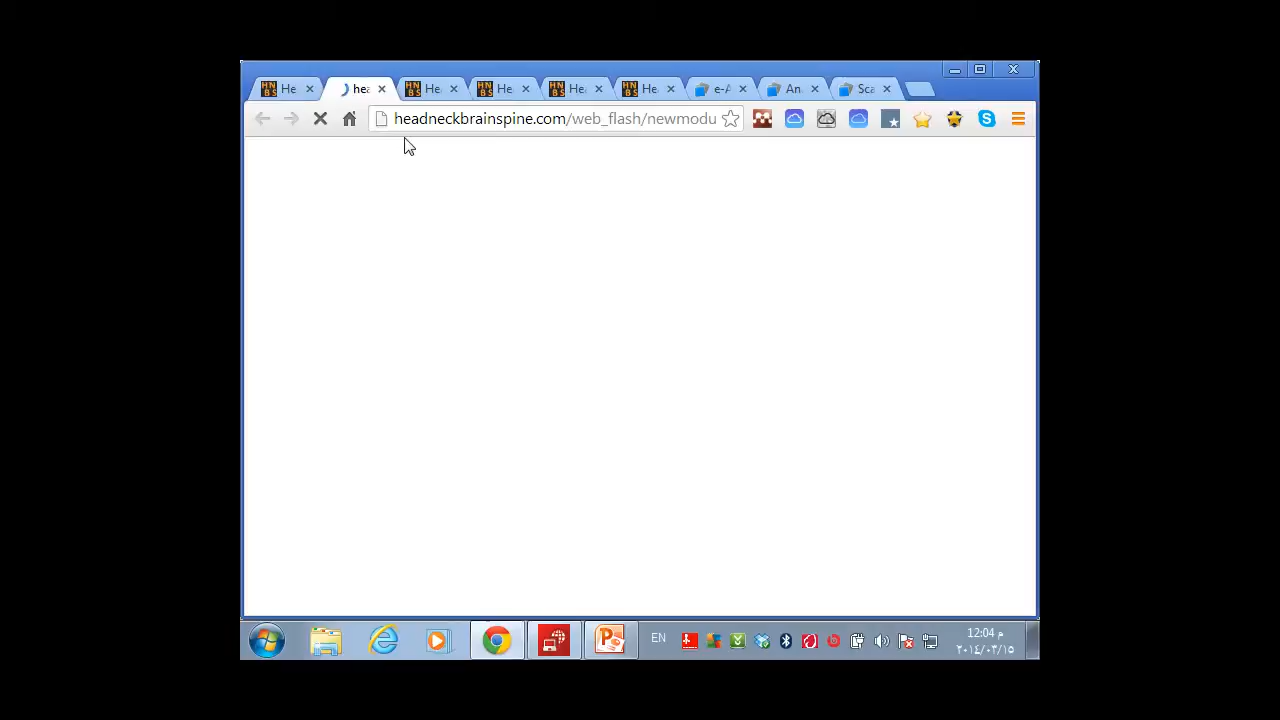 He hea He He He He e-A An Sca
headneckbrainspine.com/web_flash/newmodu
EN
12:04 م
٢٠١٤/٠٣/١٥